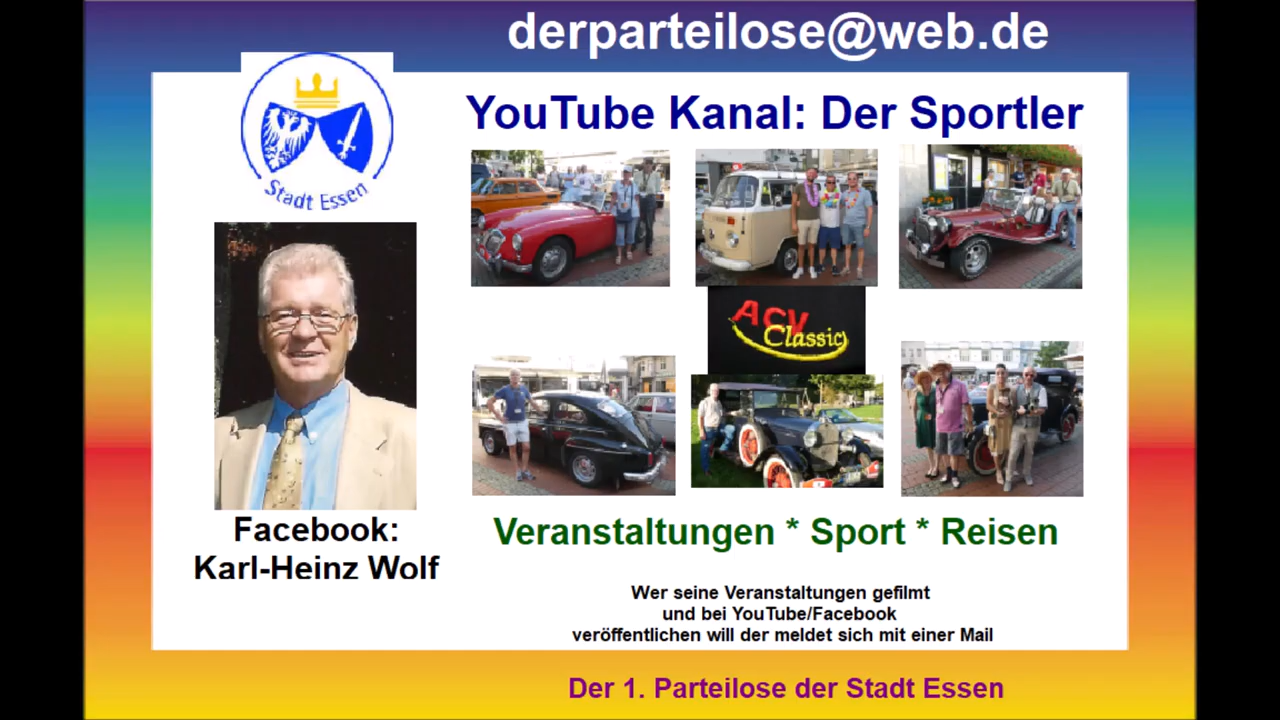 derparteilose@web.de
YouTube Kanal: Der Sportler
Stadt Essen
ACV
Classic
Facebook:
Karl-Heinz Wolf
Veranstaltungen * Sport * Reisen
Wer seine Veranstaltungen gefilmt
und bei YouTube/Facebook
veröffentlichen will der meldet sich mit einer Mail
Der 1. Parteilose der Stadt Essen